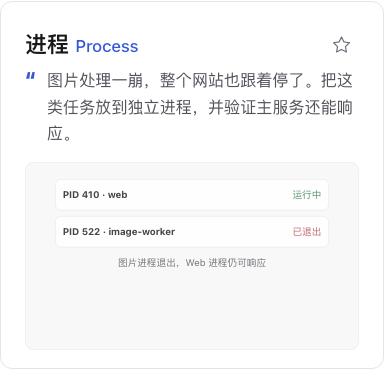 进程 Process
“ 图片处理一崩，整个网站也跟着停了。把这
类任务放到独立进程，并验证主服务还能响
应。
PID 410 · web 运行中
PID 522 · image-worker 已退出
图片进程退出，Web 进程仍可响应